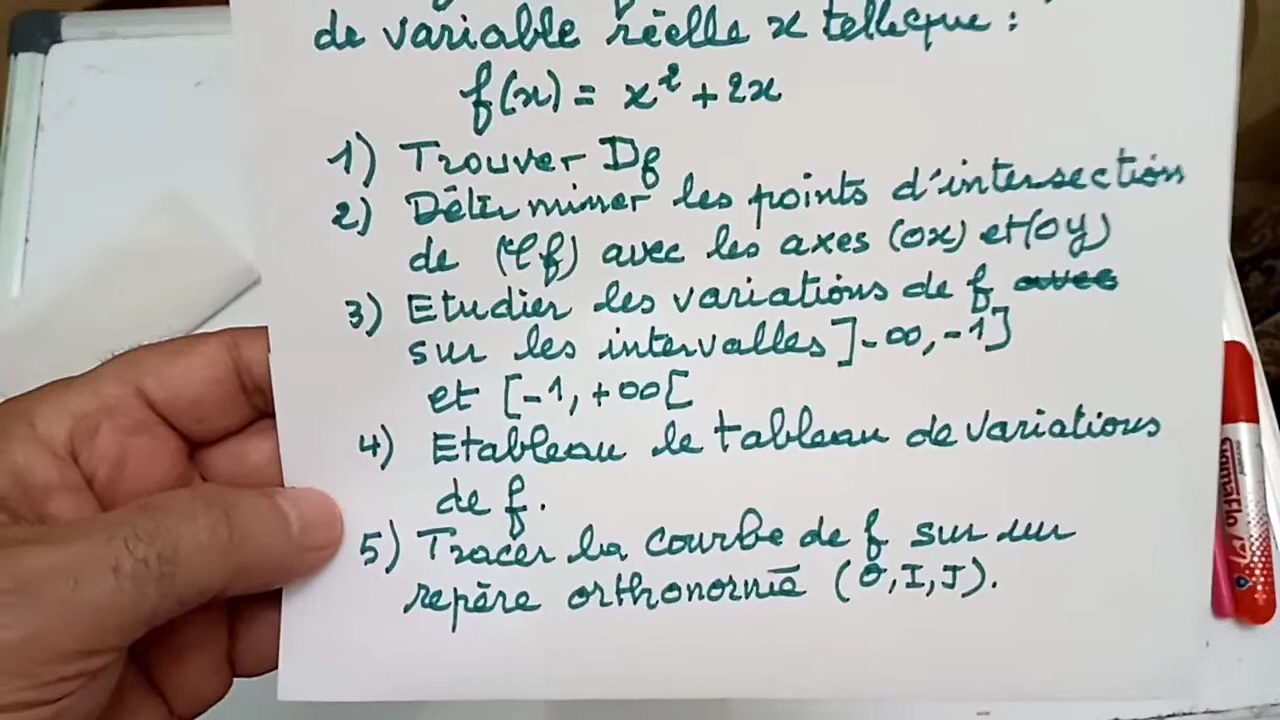 de variable réelle x telleque :
f(x) = x² + 2x
1) Trouver Df
2) Déterminer les points d'intersection
de (Cf) avec les axes (ox) et (oy)
3) Etudier les variations de f avec
sur les intervalles ]-∞, -1]
et [-1, +∞[
4) Etableau le tableau de variations
de f.
5) Tracer la courbe de f sur un
repère orthonormé (O, I, J).
SigmaFlo